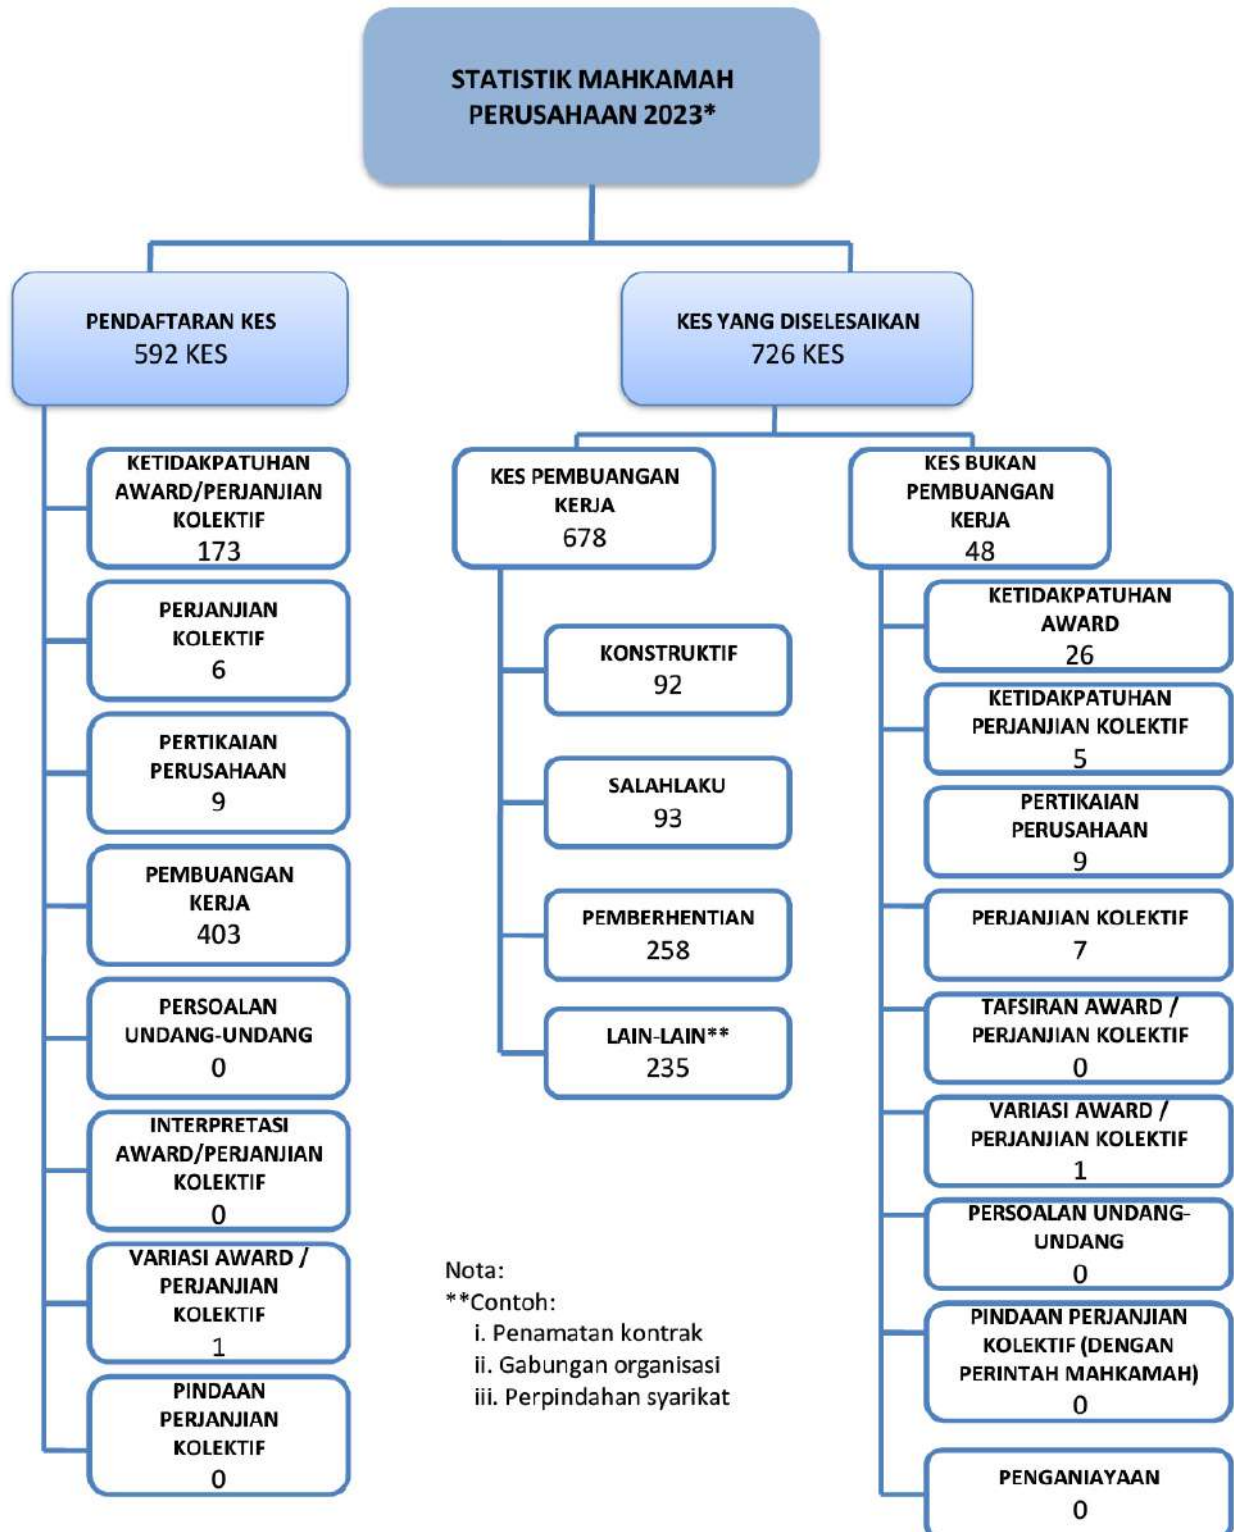 STATISTIK MAHKAMAH
PERUSAHAAN 2023*
PENDAFTARAN KES
592 KES
KETIDAKPATUHAN
AWARD/PERJANJIAN
KOLEKTIF
173
PERJANJIAN
KOLEKTIF
6
PERTIKAIAN
PERUSAHAAN
9
PEMBUANGAN
KERJA
403
PERSOALAN
UNDANG-UNDANG
0
INTERPRETASI
AWARD/PERJANJIAN
KOLEKTIF
0
VARIASI AWARD /
PERJANJIAN
KOLEKTIF
1
PINDAAN
PERJANJIAN
KOLEKTIF
0
KES YANG DISELESAIKAN
726 KES
KES PEMBUANGAN
KERJA
678
KONSTRUKTIF
92
SALAHLAKU
93
PEMBERHENTIAN
258
LAIN-LAIN**
235
KES BUKAN
PEMBUANGAN
KERJA
48
KETIDAKPATUHAN
AWARD
26
KETIDAKPATUHAN
PERJANJIAN KOLEKTIF
5
PERTIKAIAN
PERUSAHAAN
9
PERJANJIAN KOLEKTIF
7
TAFSIRAN AWARD /
PERJANJIAN KOLEKTIF
0
VARIASI AWARD /
PERJANJIAN KOLEKTIF
1
PERSOALAN UNDANG-
UNDANG
0
PINDAAN PERJANJIAN
KOLEKTIF (DENGAN
PERINTAH MAHKAMAH)
0
PENGANIAYAAN
0
Nota:
**Contoh:
i. Penamatan kontrak
ii. Gabungan organisasi
iii. Perpindahan syarikat